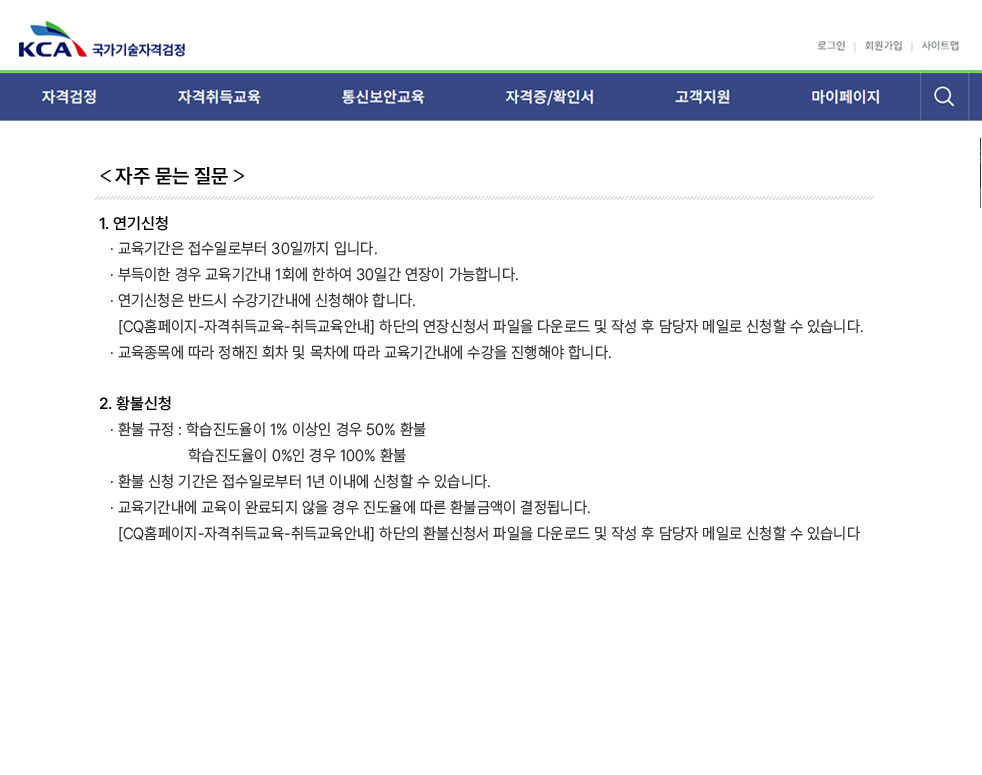 KCA 국가기술자격검정
로그인 | 회원가입 | 사이트맵
자격검정 자격취득교육 통신보안교육 자격증/확인서 고객지원 마이페이지
< 자주 묻는 질문 >
1. 연기신청
· 교육기간은 접수일로부터 30일까지 입니다.
· 부득이한 경우 교육기간내 1회에 한하여 30일간 연장이 가능합니다.
· 연기신청은 반드시 수강기간내에 신청해야 합니다.
[CQ홈페이지-자격취득교육-취득교육안내] 하단의 연장신청서 파일을 다운로드 및 작성 후 담당자 메일로 신청할 수 있습니다.
· 교육종목에 따라 정해진 회차 및 목차에 따라 교육기간내에 수강을 진행해야 합니다.
2. 황불신청
· 환불 규정 : 학습진도율이 1% 이상인 경우 50% 환불
학습진도율이 0%인 경우 100% 환불
· 환불 신청 기간은 접수일로부터 1년 이내에 신청할 수 있습니다.
· 교육기간내에 교육이 완료되지 않을 경우 진도율에 따른 환불금액이 결정됩니다.
[CQ홈페이지-자격취득교육-취득교육안내] 하단의 환불신청서 파일을 다운로드 및 작성 후 담당자 메일로 신청할 수 있습니다